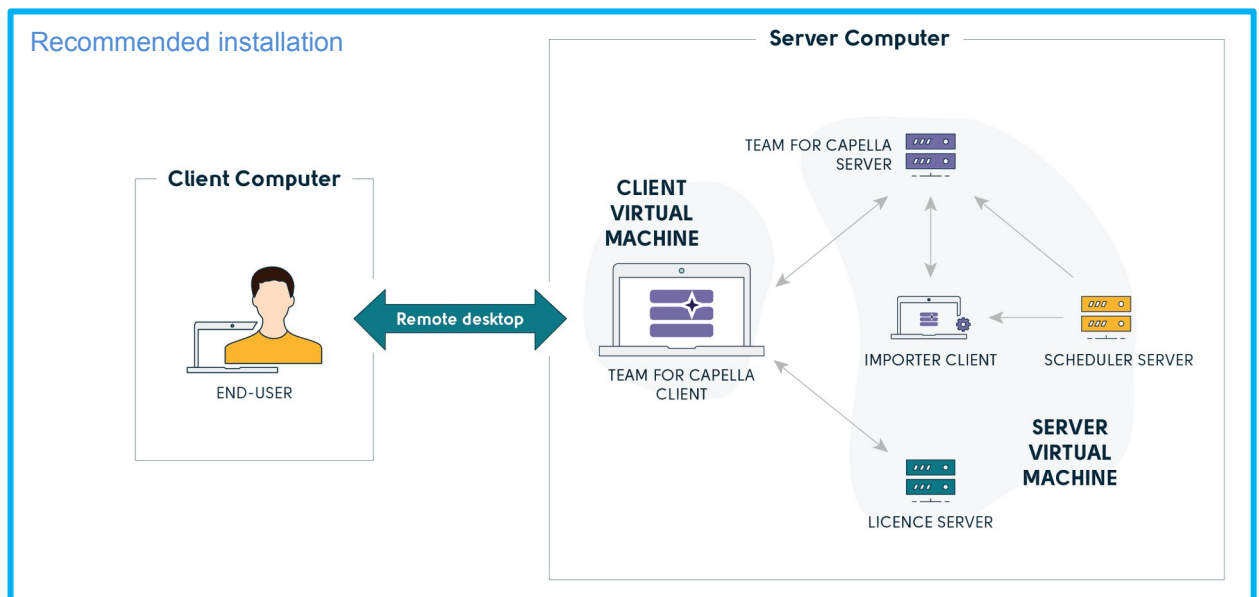 Recommended installation
Server Computer
Client Computer
END-USER
Remote desktop
CLIENT
VIRTUAL
MACHINE
TEAM FOR CAPELLA
CLIENT
TEAM FOR CAPELLA
SERVER
IMPORTER CLIENT
SCHEDULER SERVER
SERVER
VIRTUAL
MACHINE
LICENCE SERVER